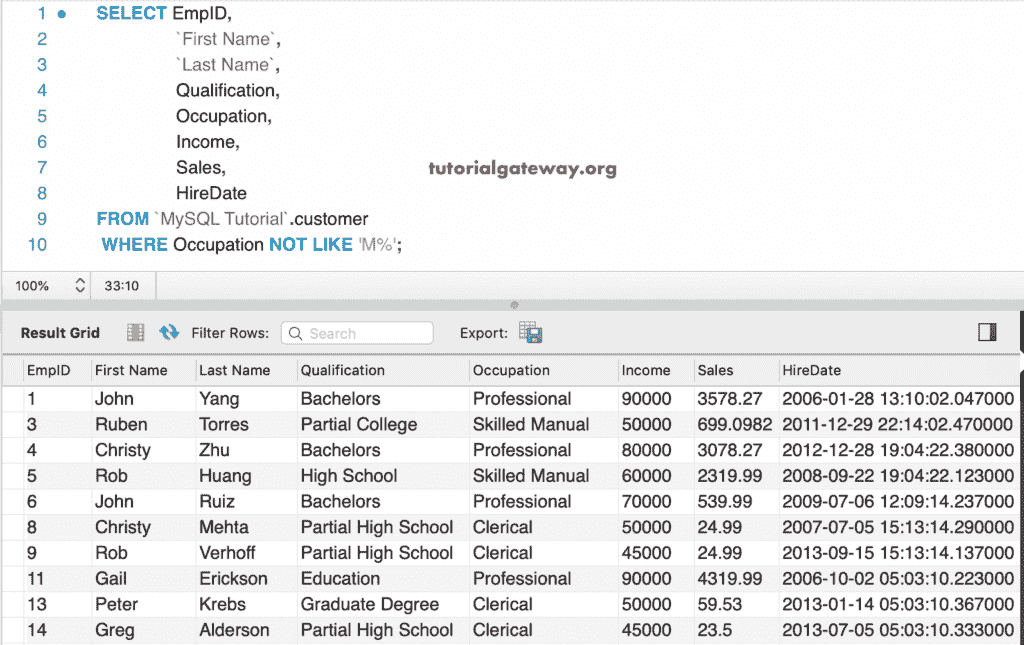 1 SELECT EmpID,
2 `First Name`,
3 `Last Name`,
4 Qualification,
5 Occupation,
6 Income,
7 Sales,
8 HireDate
9 FROM `MySQL Tutorial`.customer
10 WHERE Occupation NOT LIKE 'M%';
tutorialgateway.org
100% 33:10
Result Grid Filter Rows: Search Export:
EmpID First Name Last Name Qualification Occupation Income Sales HireDate
1 John Yang Bachelors Professional 90000 3578.27 2006-01-28 13:10:02.047000
3 Ruben Torres Partial College Skilled Manual 50000 699.0982 2011-12-29 22:14:02.470000
4 Christy Zhu Bachelors Professional 80000 3078.27 2012-12-28 19:04:22.380000
5 Rob Huang High School Skilled Manual 60000 2319.99 2008-09-22 19:04:22.123000
6 John Ruiz Bachelors Professional 70000 539.99 2009-07-06 12:09:14.237000
8 Christy Mehta Partial High School Clerical 50000 24.99 2007-07-05 15:13:14.290000
9 Rob Verhoff Partial High School Clerical 45000 24.99 2013-09-15 15:13:14.137000
11 Gail Erickson Education Professional 90000 4319.99 2006-10-02 05:03:10.223000
13 Peter Krebs Graduate Degree Clerical 50000 59.53 2013-01-14 05:03:10.367000
14 Greg Alderson Partial High School Clerical 45000 23.5 2013-07-05 05:03:10.333000